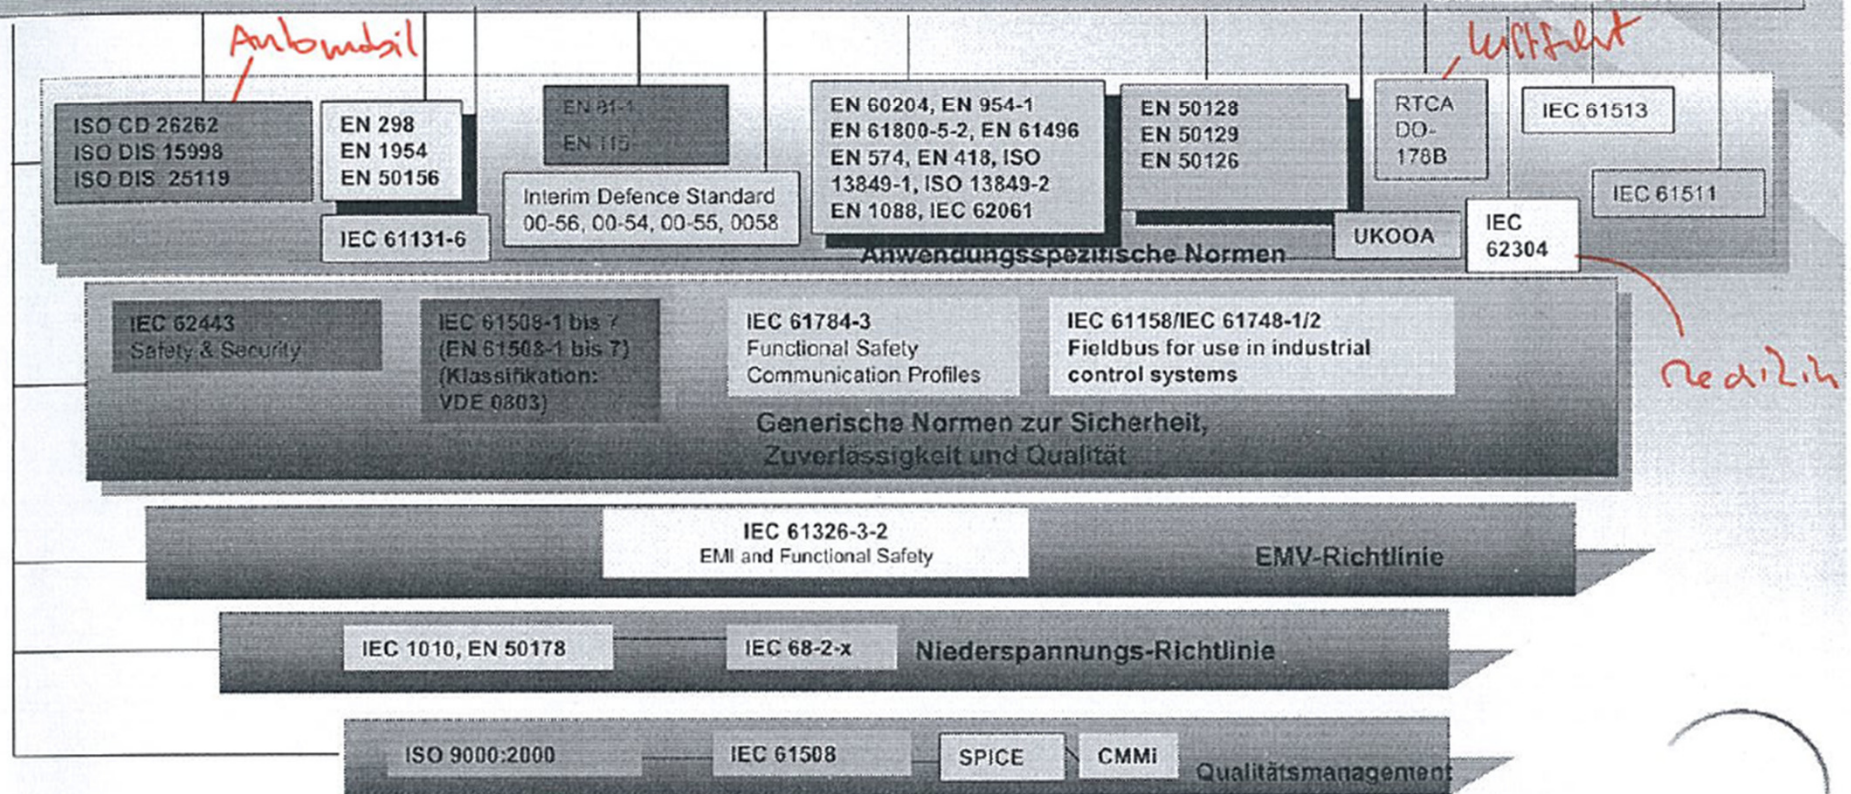 Automobil
Luftfahrt
ISO CD 26262
ISO DIS 15998
ISO DIS 25119
EN 298
EN 1954
EN 50156
IEC 61131-6
EN 81-1
EN 115
Interim Defence Standard
00-56, 00-54, 00-55, 0058
EN 60204, EN 954-1
EN 61800-5-2, EN 61496
EN 574, EN 418, ISO
13849-1, ISO 13849-2
EN 1088, IEC 62061
EN 50128
EN 50129
EN 50126
RTCA
DO-
178B
IEC 61513
IEC 61511
UKOOA
IEC
62304
Anwendungsspezifische Normen
Medizin
IEC 62443
Safety & Security
IEC 61508-1 bis 7
(EN 61508-1 bis 7)
(Klassifikation:
VDE 0803)
IEC 61784-3
Functional Safety
Communication Profiles
IEC 61158/IEC 61748-1/2
Fieldbus for use in industrial
control systems
Generische Normen zur Sicherheit,
Zuverlässigkeit und Qualität
IEC 61326-3-2
EMI and Functional Safety
EMV-Richtlinie
IEC 1010, EN 50178
IEC 68-2-x
Niederspannungs-Richtlinie
ISO 9000:2000
IEC 61508
SPICE
CMMi
Qualitätsmanagement